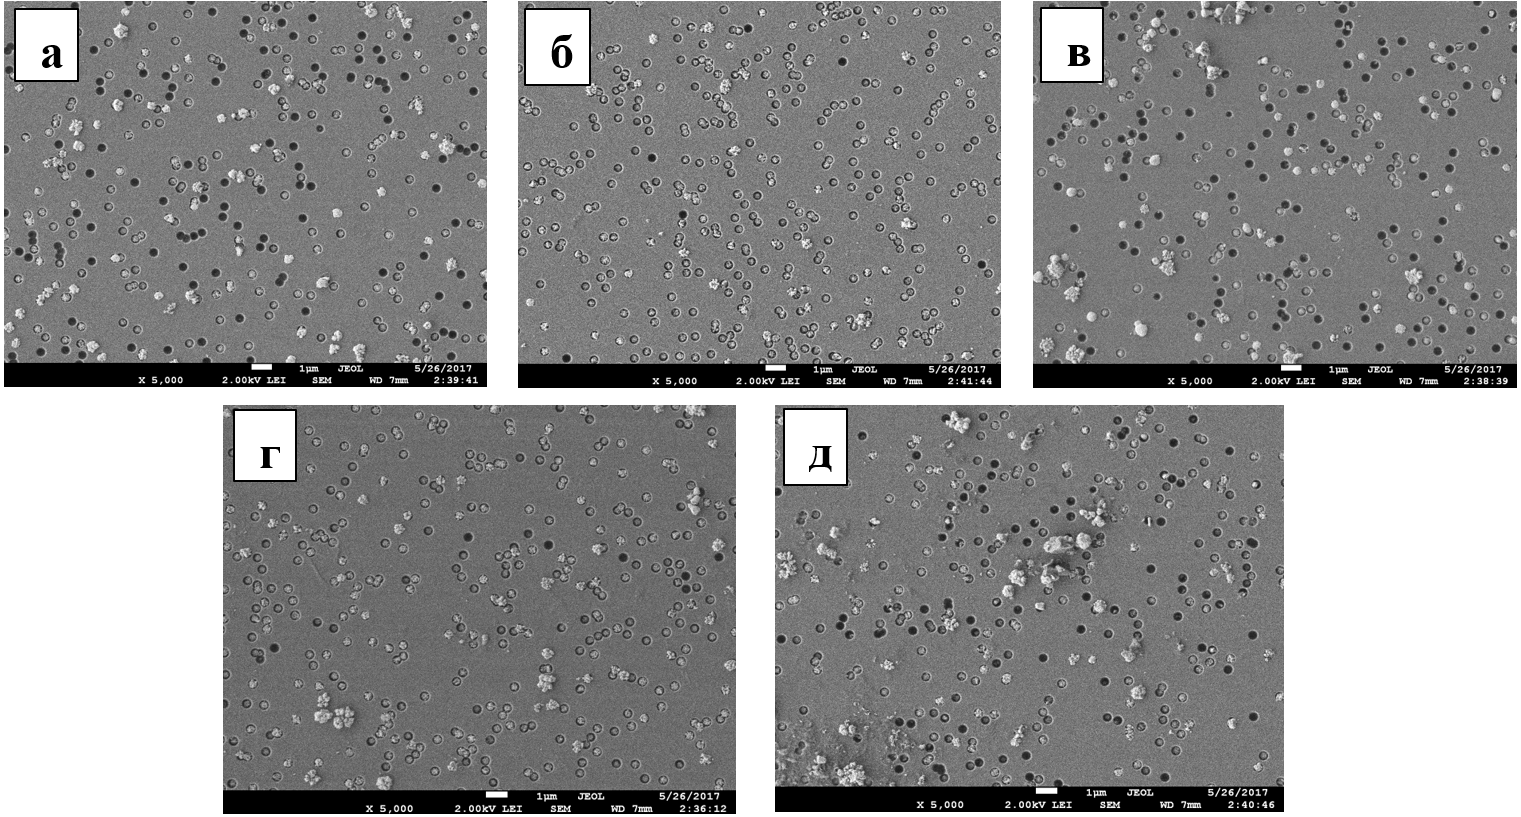 а
б
в
1μm JEOL 5/26/2017
X 5,000 2.00kV LEI SEM WD 7mm 2:39:41
1μm JEOL 5/26/2017
X 5,000 2.00kV LEI SEM WD 7mm 2:41:44
1μm JEOL 5/26/2017
X 5,000 2.00kV LEI SEM WD 7mm 2:38:39
г
д
1μm JEOL 5/26/2017
X 5,000 2.00kV LEI SEM WD 7mm 2:36:12
1μm JEOL 5/26/2017
X 5,000 2.00kV LEI SEM WD 7mm 2:40:46